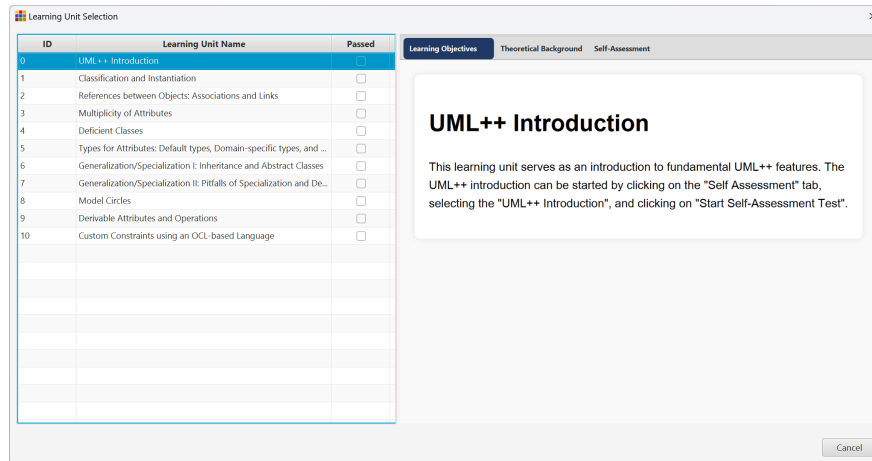 Learning Unit Selection
ID Learning Unit Name Passed
0 UML++ Introduction
1 Classification and Instantiation
2 References between Objects: Associations and Links
3 Multiplicity of Attributes
4 Deficient Classes
5 Types for Attributes: Default types, Domain-specific types, and ...
6 Generalization/Specialization I: Inheritance and Abstract Classes
7 Generalization/Specialization II: Pitfalls of Specialization and De...
8 Model Circles
9 Derivable Attributes and Operations
10 Custom Constraints using an OCL-based Language
Learning Objectives Theoretical Background Self-Assessment
UML++ Introduction
This learning unit serves as an introduction to fundamental UML++ features. The
UML++ introduction can be started by clicking on the "Self Assessment" tab,
selecting the "UML++ Introduction", and clicking on "Start Self-Assessment Test".
Cancel